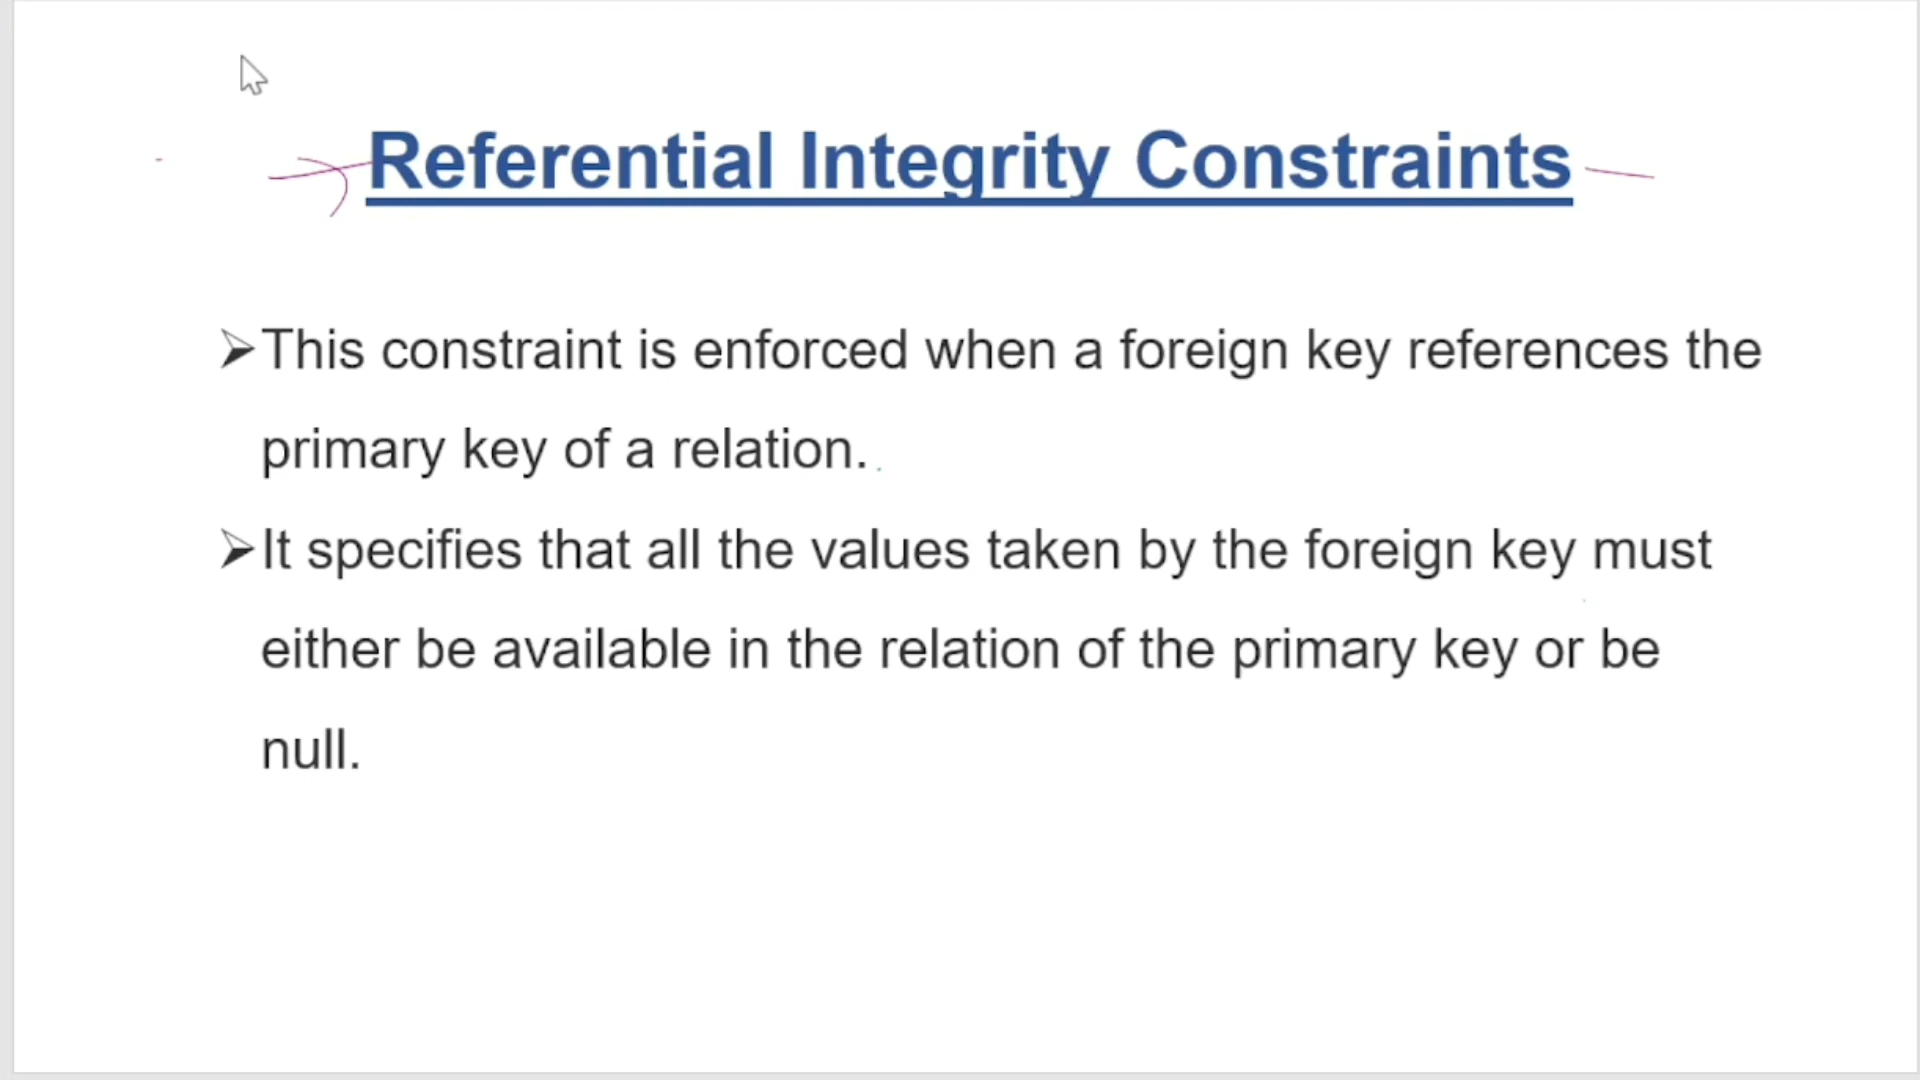 Referential Integrity Constraints
➢This constraint is enforced when a foreign key references the
primary key of a relation.
➢It specifies that all the values taken by the foreign key must
either be available in the relation of the primary key or be
null.